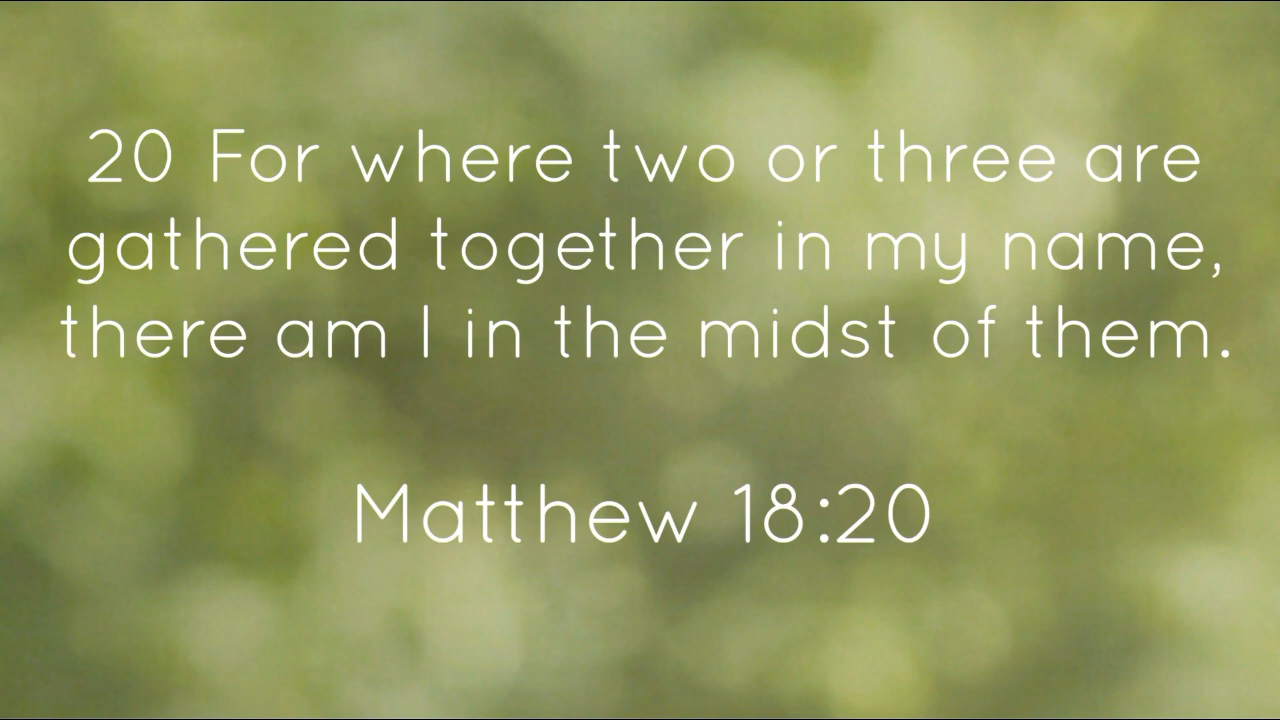 20 For where two or three are
gathered together in my name,
there am I in the midst of them.
Matthew 18:20